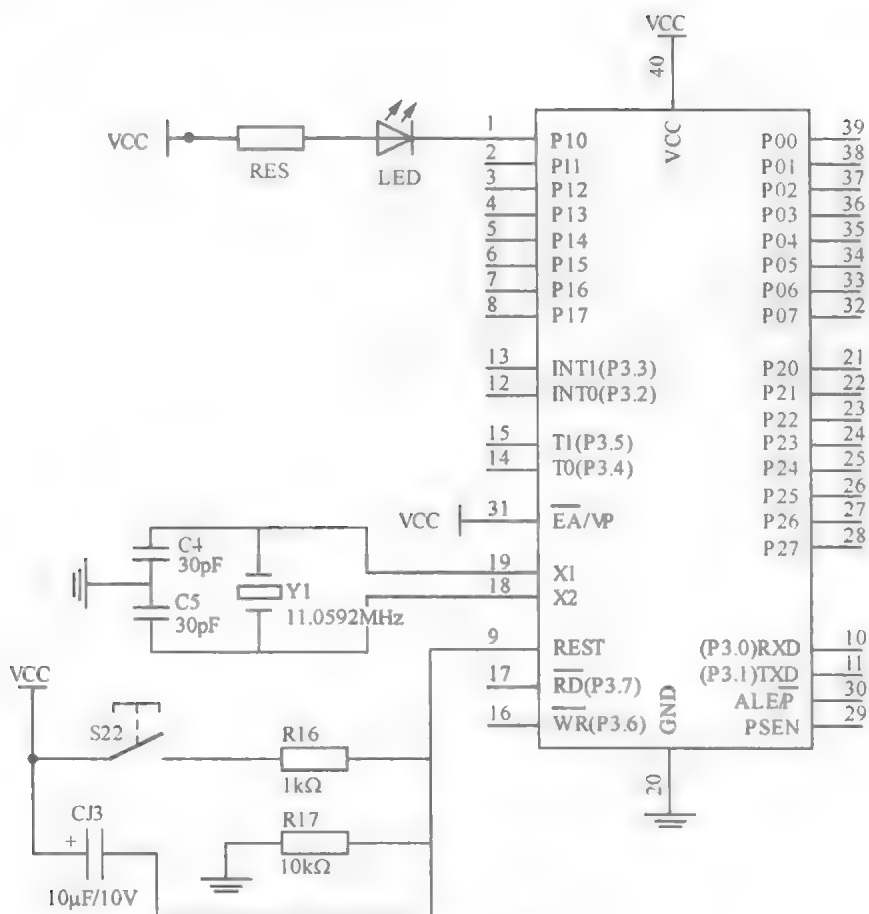 VCC
40
VCC
RES
LED
1
2
3
4
5
6
7
8
P10
P11
P12
P13
P14
P15
P16
P17
VCC
P00
P01
P02
P03
P04
P05
P06
P07
39
38
37
36
35
34
33
32
13
12
INT1(P3.3)
INT0(P3.2)
15
14
T1(P3.5)
T0(P3.4)
P20
P21
P22
P23
P24
P25
P26
P27
21
22
23
24
25
26
27
28
VCC
31
EA/VP
C4
30pF
C5
30pF
Y1
11.0592MHz
19
18
X1
X2
9
REST
17
RD(P3.7)
16
WR(P3.6)
GND
20
(P3.0)RXD
(P3.1)TXD
ALE/P
PSEN
10
11
30
29
VCC
S22
R16
1kΩ
CJ3
+
10μF/10V
R17
10kΩ